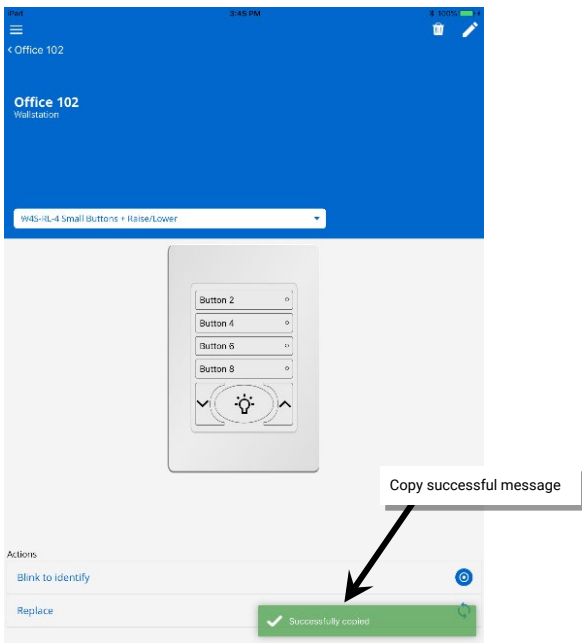 iPad 3:45 PM 100%
Office 102
Office 102
Wallstation
W4S-RL-4 Small Buttons + Raise/Lower
Button 2
Button 4
Button 6
Button 8
Copy successful message
Actions
Blink to identify
Replace
Successfully copied